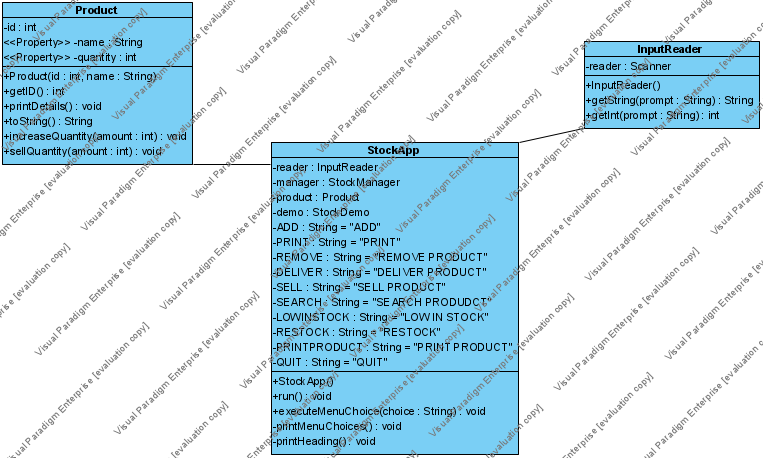 Product
-id : int
<<Property>> -name : String
<<Property>> -quantity : int
+Product(id : int, name : String)
+getID() : int
+printDetails() : void
+toString() : String
+increaseQuantity(amount : int) : void
+sellQuantity(amount : int) : void
InputReader
-reader : Scanner
+InputReader()
+getString(prompt : String) : String
+getInt(prompt : String) : int
StockApp
-reader : InputReader
-manager : StockManager
-product : Product
-demo : StockDemo
-ADD : String = "ADD"
-PRINT : String = "PRINT"
-REMOVE : String = "REMOVE PRODUCT"
-DELIVER : String = "DELIVER PRODUCT"
-SELL : String = "SELL PRODUCT"
-SEARCH : String = "SEARCH PRODUDCT"
-LOWINSTOCK : String = "LOW IN STOCK"
-RESTOCK : String = "RESTOCK"
-PRINTPRODUCT : String = "PRINT PRODUCT"
-QUIT : String = "QUIT"
+StockApp()
+run() : void
+executeMenuChoice(choice : String) : void
-printMenuChoices() : void
-printHeading() : void
Visual Paradigm Enterprise [evaluation copy]